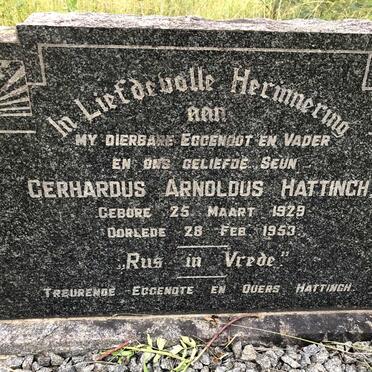 In Liefdevolle Herinnering
aan
MY DIERBARE EGGENOOT EN VADER
EN ONS GELIEFDE SEUN
GERHARDUS ARNOLDUS HATTINGH.
GEBORE 25 MAART 1929
OORLEDE 28 FEB. 1953.
„Rus in Vrede"
TREURENDE EGGENOTE EN OUERS HATTINGH.